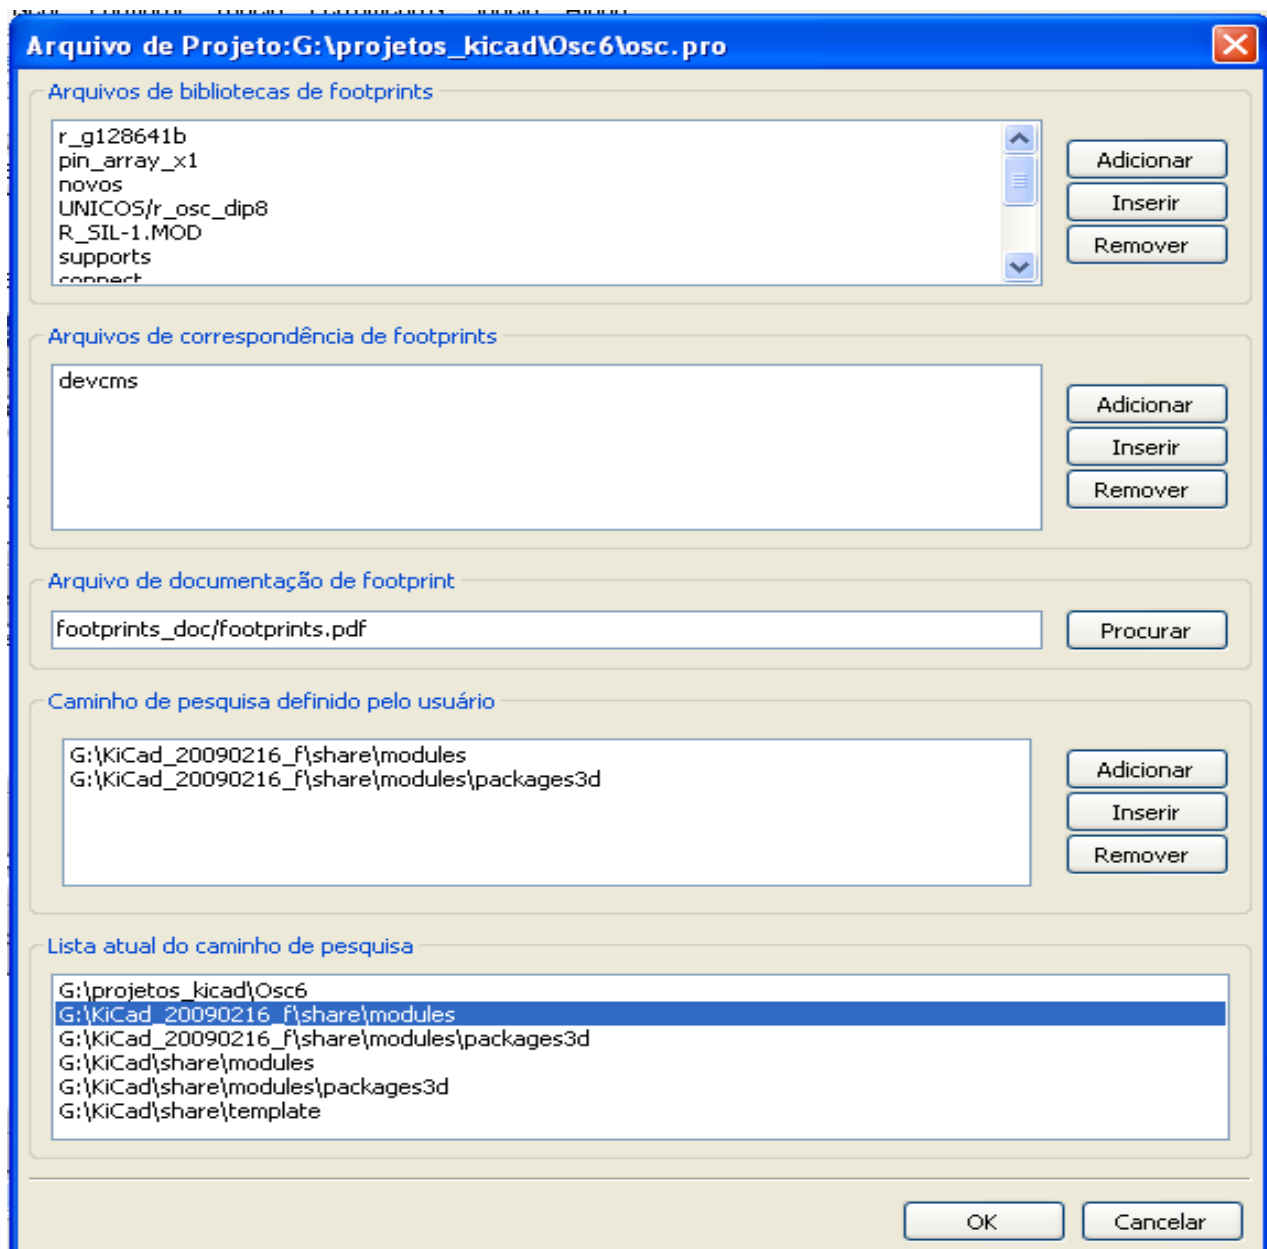 Arquivo de Projeto:G:\projetos_kicad\Osc6\osc.pro
Arquivos de bibliotecas de footprints
r_g128641b
pin_array_x1
novos
UNICOS/r_osc_dip8
R_SIL-1.MOD
supports
connect
Adicionar
Inserir
Remover
Arquivos de correspondência de footprints
devcms
Adicionar
Inserir
Remover
Arquivo de documentação de footprint
footprints_doc/footprints.pdf
Procurar
Caminho de pesquisa definido pelo usuário
G:\KiCad_20090216_f\share\modules
G:\KiCad_20090216_f\share\modules\packages3d
Adicionar
Inserir
Remover
Lista atual do caminho de pesquisa
G:\projetos_kicad\Osc6
G:\KiCad_20090216_f\share\modules
G:\KiCad_20090216_f\share\modules\packages3d
G:\KiCad\share\modules
G:\KiCad\share\modules\packages3d
G:\KiCad\share\template
OK
Cancelar